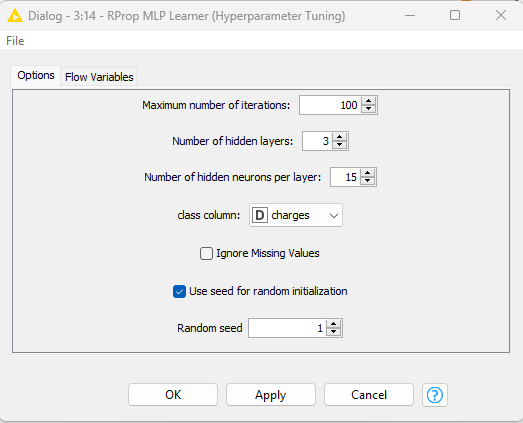 Dialog - 3:14 - RProp MLP Learner (Hyperparameter Tuning)
File
Options Flow Variables
Maximum number of iterations: 100
Number of hidden layers: 3
Number of hidden neurons per layer: 15
class column: D charges
Ignore Missing Values
Use seed for random initialization
Random seed 1
OK Apply Cancel ?